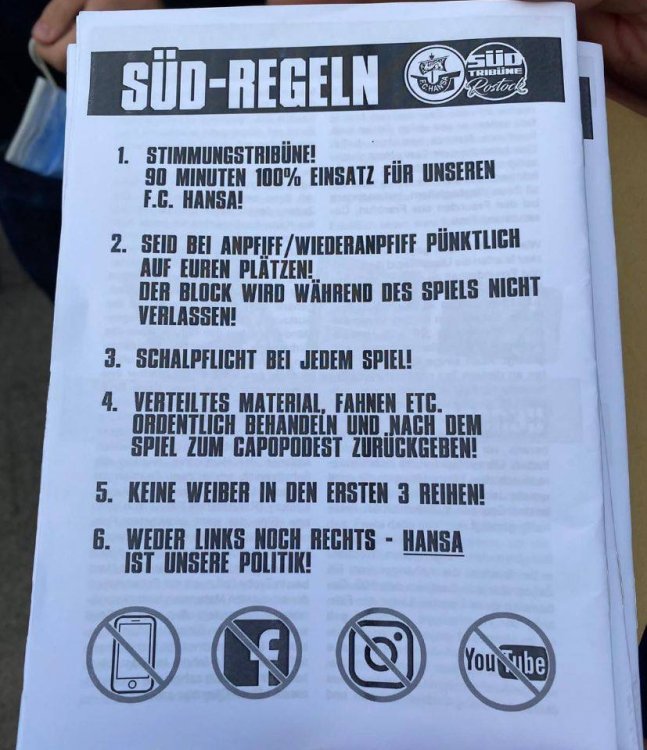 SÜD-REGELN
F.C. HANSA
SÜD
TRIBÜNE
Rostock
1. STIMMUNGSTRIBÜNE!
90 MINUTEN 100% EINSATZ FÜR UNSEREN
F.C. HANSA!
2. SEID BEI ANPFIFF/WIEDERANPFIFF PÜNKTLICH
AUF EUREN PLÄTZEN!
DER BLOCK WIRD WÄHREND DES SPIELS NICHT
VERLASSEN!
3. SCHALPFLICHT BEI JEDEM SPIEL!
4. VERTEILTES MATERIAL, FAHNEN ETC.
ORDENTLICH BEHANDELN UND NACH DEM
SPIEL ZUM CAPOPODEST ZURÜCKGEBEN!
5. KEINE WEIBER IN DEN ERSTEN 3 REIHEN!
6. WEDER LINKS NOCH RECHTS - HANSA
IST UNSERE POLITIK!
f
YouTube